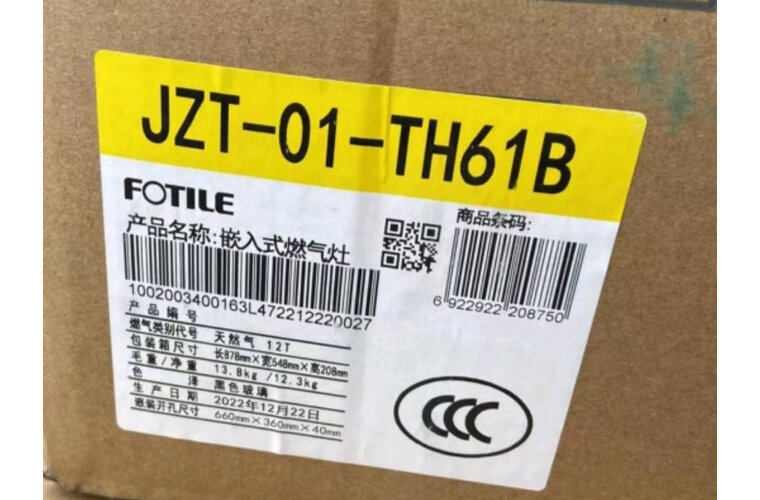 JZT-01-TH61B
FOTILE
产品名称:嵌入式燃气灶
商品条码:
1002003400163L472212220027
6 922922 208750
产品编号
燃气类别代号 天然气 12T
包装箱尺寸 长878mm×宽548mm×高208mm
毛重/净重 13.8kg/12.3kg
色泽 黑色玻璃
生产日期 2022年12月22日
嵌装开孔尺寸 660mm×360mm×40mm
CCC